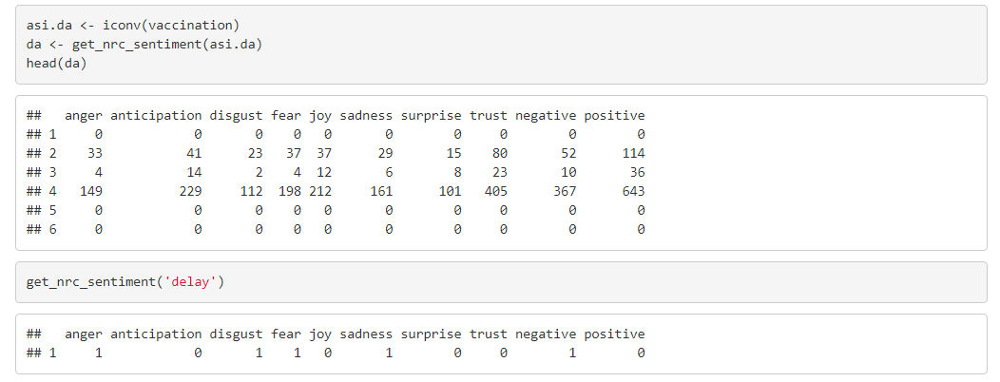 asi.da <- iconv(vaccination)
da <- get_nrc_sentiment(asi.da)
head(da)
##   anger anticipation disgust fear joy sadness surprise trust negative positive
## 1     0            0       0    0   0       0        0     0        0        0
## 2    33           41      23   37  37      29       15    80       52      114
## 3     4           14       2    4  12       6        8    23       10       36
## 4   149          229     112  198 212     161      101   405      367      643
## 5     0            0       0    0   0       0        0     0        0        0
## 6     0            0       0    0   0       0        0     0        0        0
get_nrc_sentiment('delay')
##   anger anticipation disgust fear joy sadness surprise trust negative positive
## 1     1            0       1    1   0       1        0     0        1        0